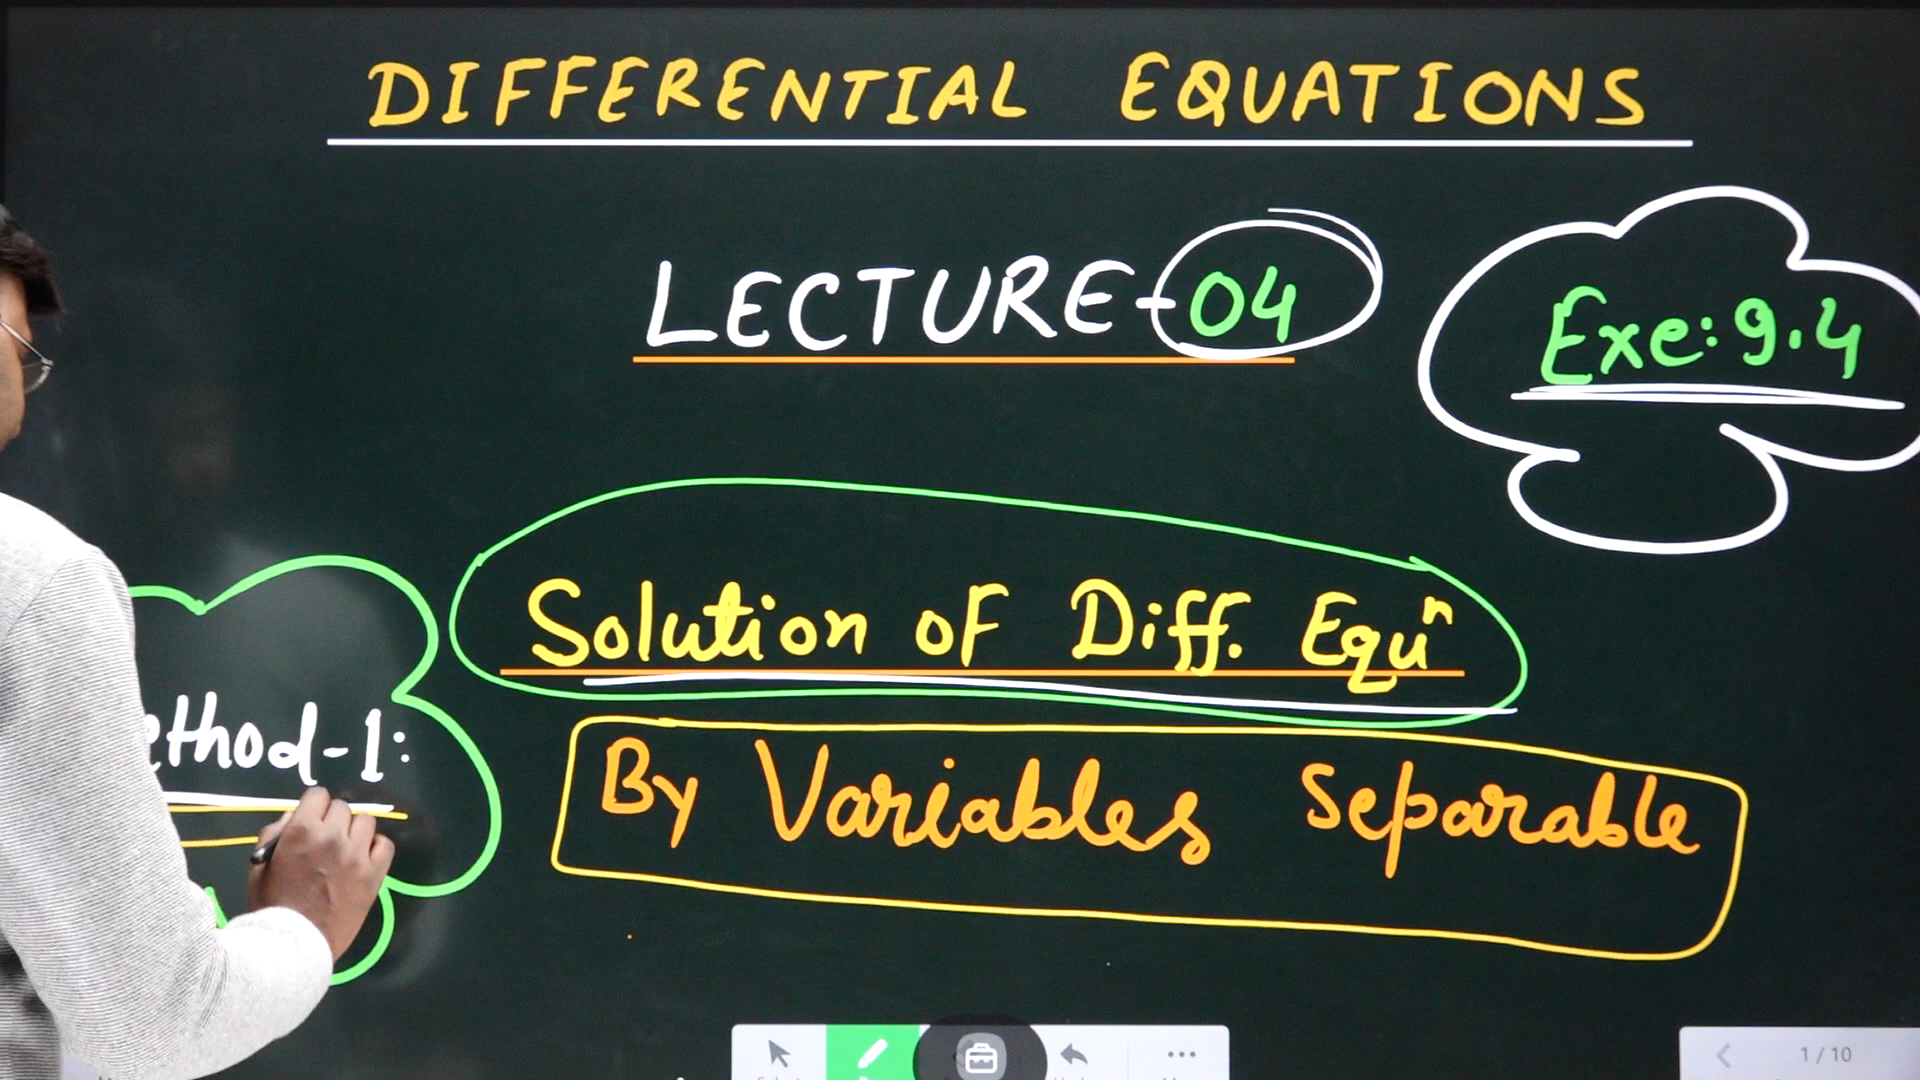 DIFFERENTIAL EQUATIONS
LECTURE-04
Exe: 9.4
Solution of Diff. Equⁿ
ethod-1:
By Variables Separable
1 / 10